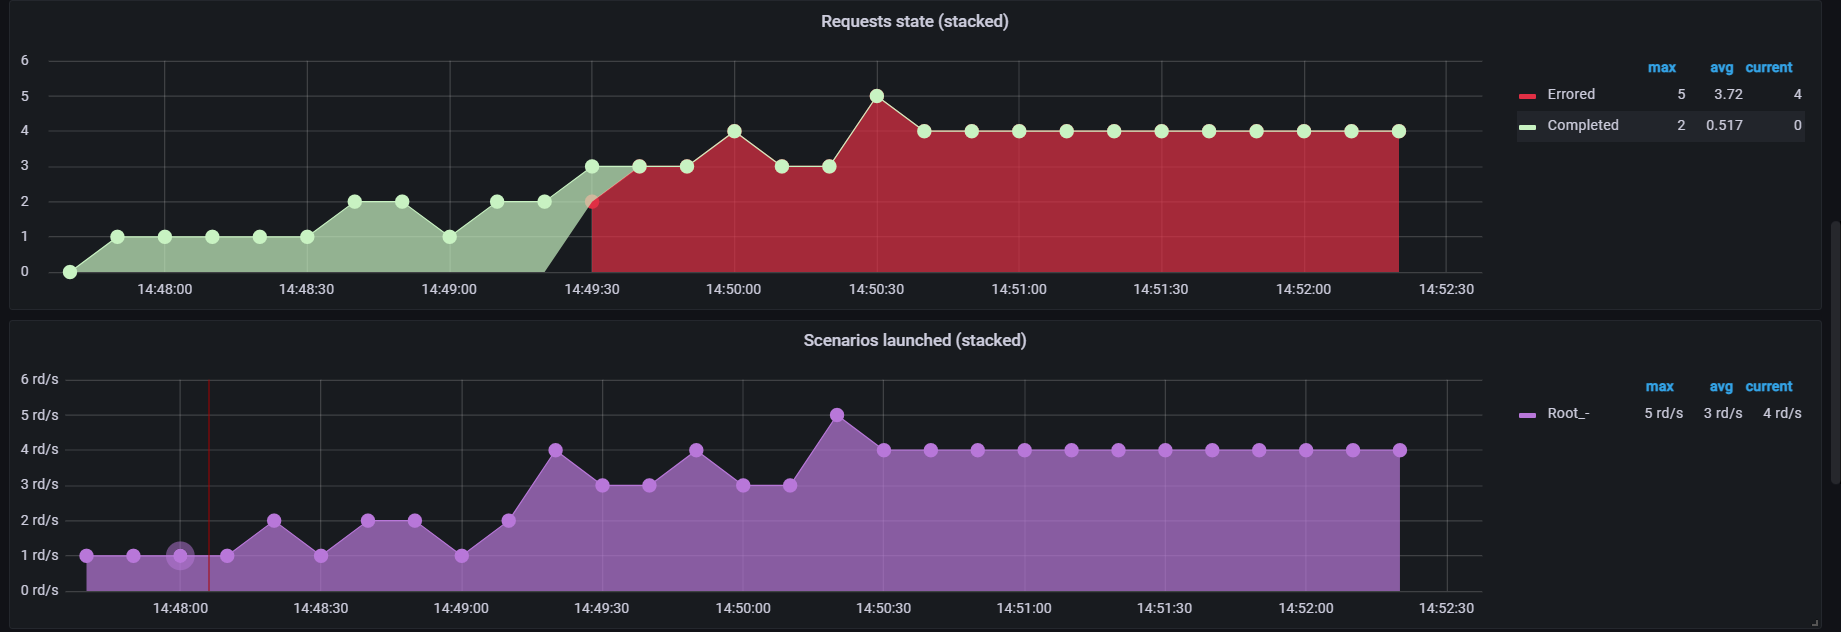 Requests state (stacked)
6
5
4
3
2
1
0
14:48:00 14:48:30 14:49:00 14:49:30 14:50:00 14:50:30 14:51:00 14:51:30 14:52:00 14:52:30
max avg current
Errored 5 3.72 4
Completed 2 0.517 0
Scenarios launched (stacked)
6 rd/s
5 rd/s
4 rd/s
3 rd/s
2 rd/s
1 rd/s
0 rd/s
14:48:00 14:48:30 14:49:00 14:49:30 14:50:00 14:50:30 14:51:00 14:51:30 14:52:00 14:52:30
max avg current
Root_- 5 rd/s 3 rd/s 4 rd/s